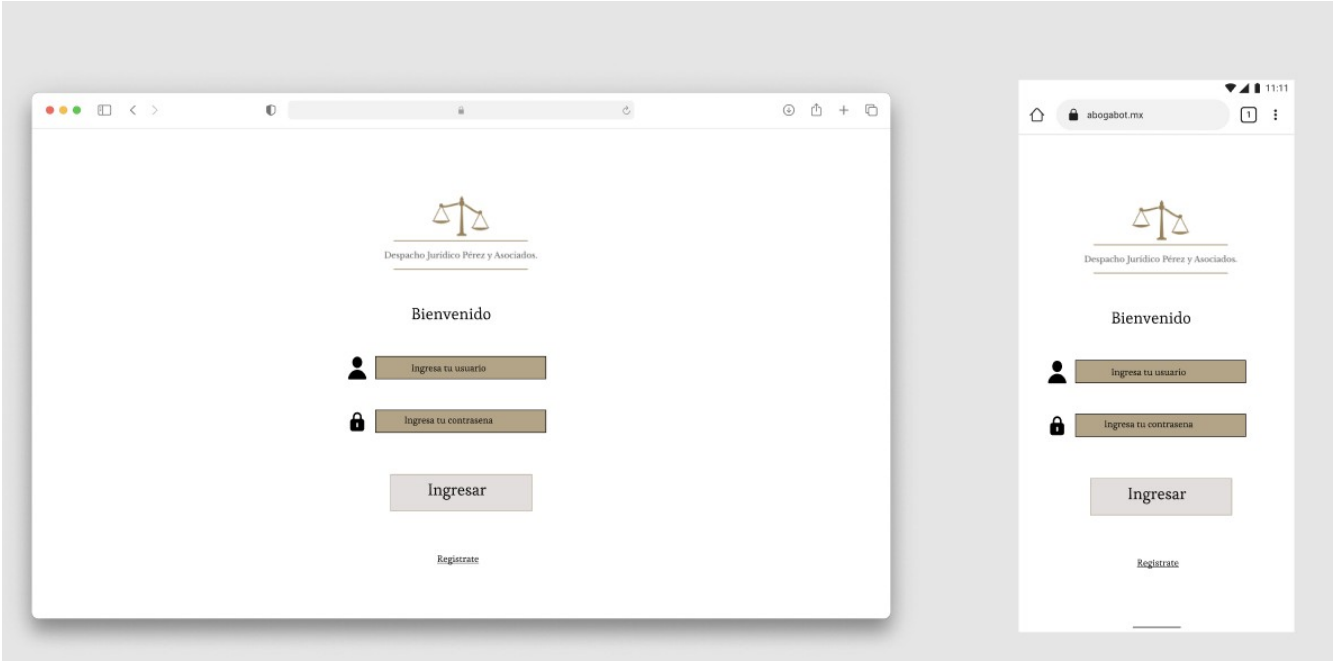 Despacho Jurídico Pérez y Asociados.
Bienvenido
Ingresa tu usuario
Ingresa tu contrasena
Ingresar
Registrate
11:11
abogabot.mx
1
Despacho Jurídico Pérez y Asociados.
Bienvenido
Ingresa tu usuario
Ingresa tu contrasena
Ingresar
Registrate